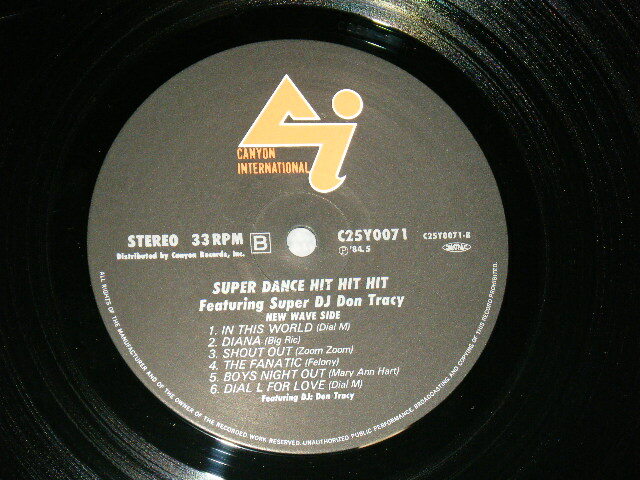 CANYON
INTERNATIONAL
STEREO 33 RPM B C25Y0071 C25Y0071-B
Distributed by Canyon Records, Inc. Ⓟ '84.5
SUPER DANCE HIT HIT HIT
Featuring Super DJ Don Tracy
NEW WAVE SIDE
1. IN THIS WORLD (Dial M)
2. DIANA (Big Ric)
3. SHOUT OUT (Zoom Zoom)
4. THE FANATIC (Felony)
5. BOYS NIGHT OUT (Mary Ann Hart)
6. DIAL L FOR LOVE (Dial M)
Featuring DJ: Don Tracy
ALL RIGHTS OF THE MANUFACTURER AND OF THE OWNER OF THE RECORDED WORK RESERVED. UNAUTHORIZED PUBLIC PERFORMANCE, BROADCASTING AND COPYING OF THIS RECORD PROHIBITED.